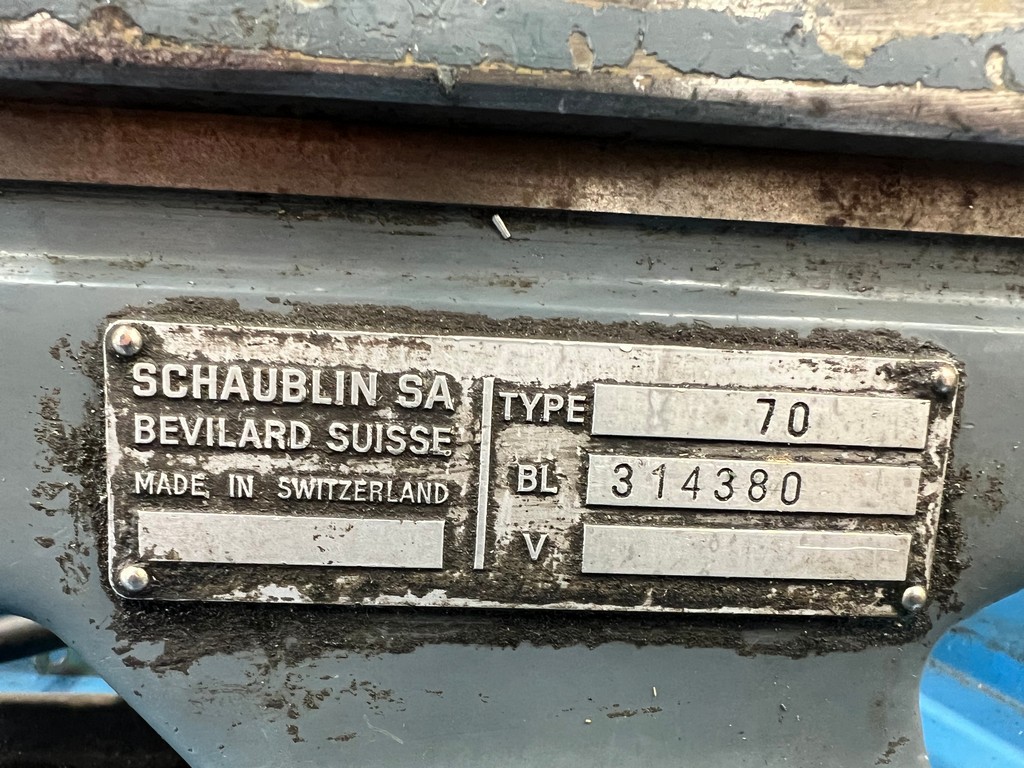 SCHAUBLIN SA
BEVILARD SUISSE
MADE IN SWITZERLAND
TYPE 70
BL 314380
V